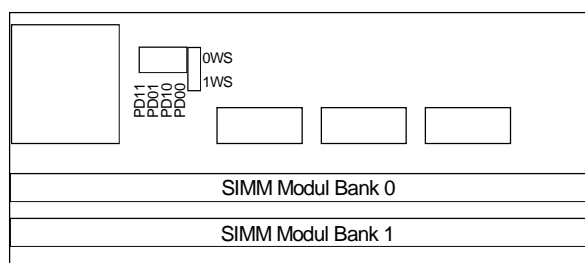 0WS
1WS
PD11
PD01
PD10
PD00
SIMM Modul Bank 0
SIMM Modul Bank 1